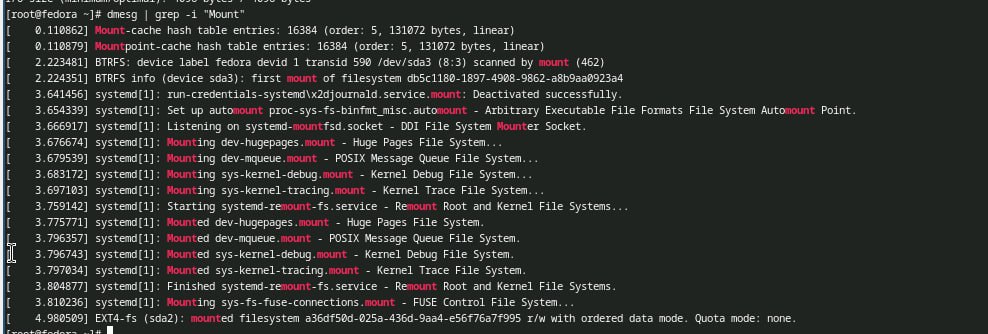 I/O size (minimum/optimal): 4096 bytes / 4096 bytes
[root@fedora ~]# dmesg | grep -i "Mount"
[    0.110862] Mount-cache hash table entries: 16384 (order: 5, 131072 bytes, linear)
[    0.110879] Mountpoint-cache hash table entries: 16384 (order: 5, 131072 bytes, linear)
[    2.223481] BTRFS: device label fedora devid 1 transid 590 /dev/sda3 (8:3) scanned by mount (462)
[    2.224351] BTRFS info (device sda3): first mount of filesystem db5c1180-1897-4908-9862-a8b9aa0923a4
[    3.641456] systemd[1]: run-credentials-systemd\x2djournald.service.mount: Deactivated successfully.
[    3.654339] systemd[1]: Set up automount proc-sys-fs-binfmt_misc.automount - Arbitrary Executable File Formats File System Automount Point.
[    3.666917] systemd[1]: Listening on systemd-mountfsd.socket - DDI File System Mounter Socket.
[    3.676674] systemd[1]: Mounting dev-hugepages.mount - Huge Pages File System...
[    3.679539] systemd[1]: Mounting dev-mqueue.mount - POSIX Message Queue File System...
[    3.683172] systemd[1]: Mounting sys-kernel-debug.mount - Kernel Debug File System...
[    3.697103] systemd[1]: Mounting sys-kernel-tracing.mount - Kernel Trace File System...
[    3.759142] systemd[1]: Starting systemd-remount-fs.service - Remount Root and Kernel File Systems...
[    3.775771] systemd[1]: Mounted dev-hugepages.mount - Huge Pages File System.
[    3.796357] systemd[1]: Mounted dev-mqueue.mount - POSIX Message Queue File System.
[    3.796743] systemd[1]: Mounted sys-kernel-debug.mount - Kernel Debug File System.
[    3.797034] systemd[1]: Mounted sys-kernel-tracing.mount - Kernel Trace File System.
[    3.804877] systemd[1]: Finished systemd-remount-fs.service - Remount Root and Kernel File Systems.
[    3.810236] systemd[1]: Mounting sys-fs-fuse-connections.mount - FUSE Control File System...
[    4.980509] EXT4-fs (sda2): mounted filesystem a36df50d-025a-436d-9aa4-e56f76a7f995 r/w with ordered data mode. Quota mode: none.
[root@fedora ~]#